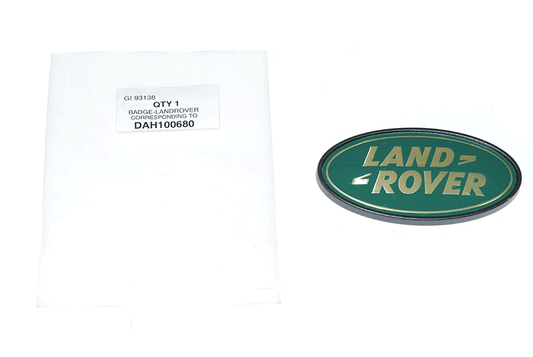 GI 93138
QTY 1
BADGE-LANDROVER
CORRESPONDING TO
DAH100680
LAND
ROVER